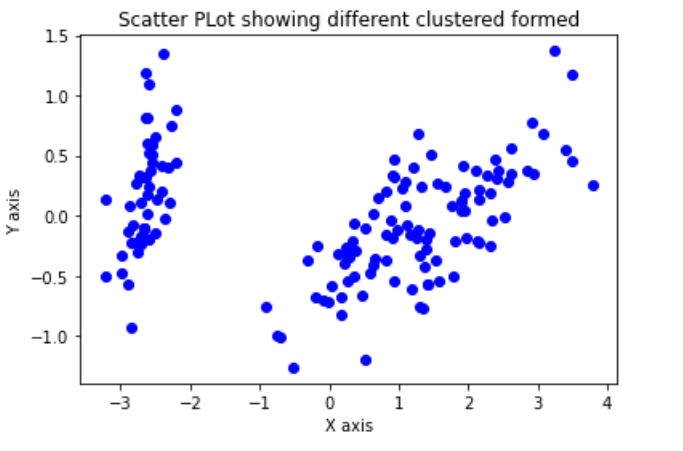 Scatter PLot showing different clustered formed
1.5
1.0
0.5
0.0
−0.5
−1.0
Y axis
−3 −2 −1 0 1 2 3 4
X axis